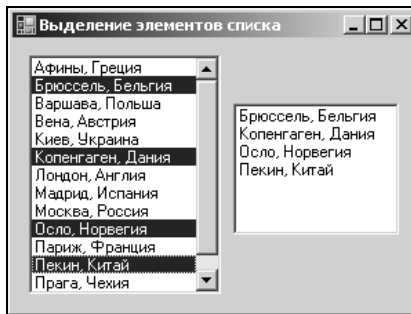 Выделение элементов списка
Афины, Греция
Брюссель, Бельгия
Варшава, Польша
Вена, Австрия
Киев, Украина
Копенгаген, Дания
Лондон, Англия
Мадрид, Испания
Москва, Россия
Осло, Норвегия
Париж, Франция
Пекин, Китай
Прага, Чехия
Брюссель, Бельгия
Копенгаген, Дания
Осло, Норвегия
Пекин, Китай